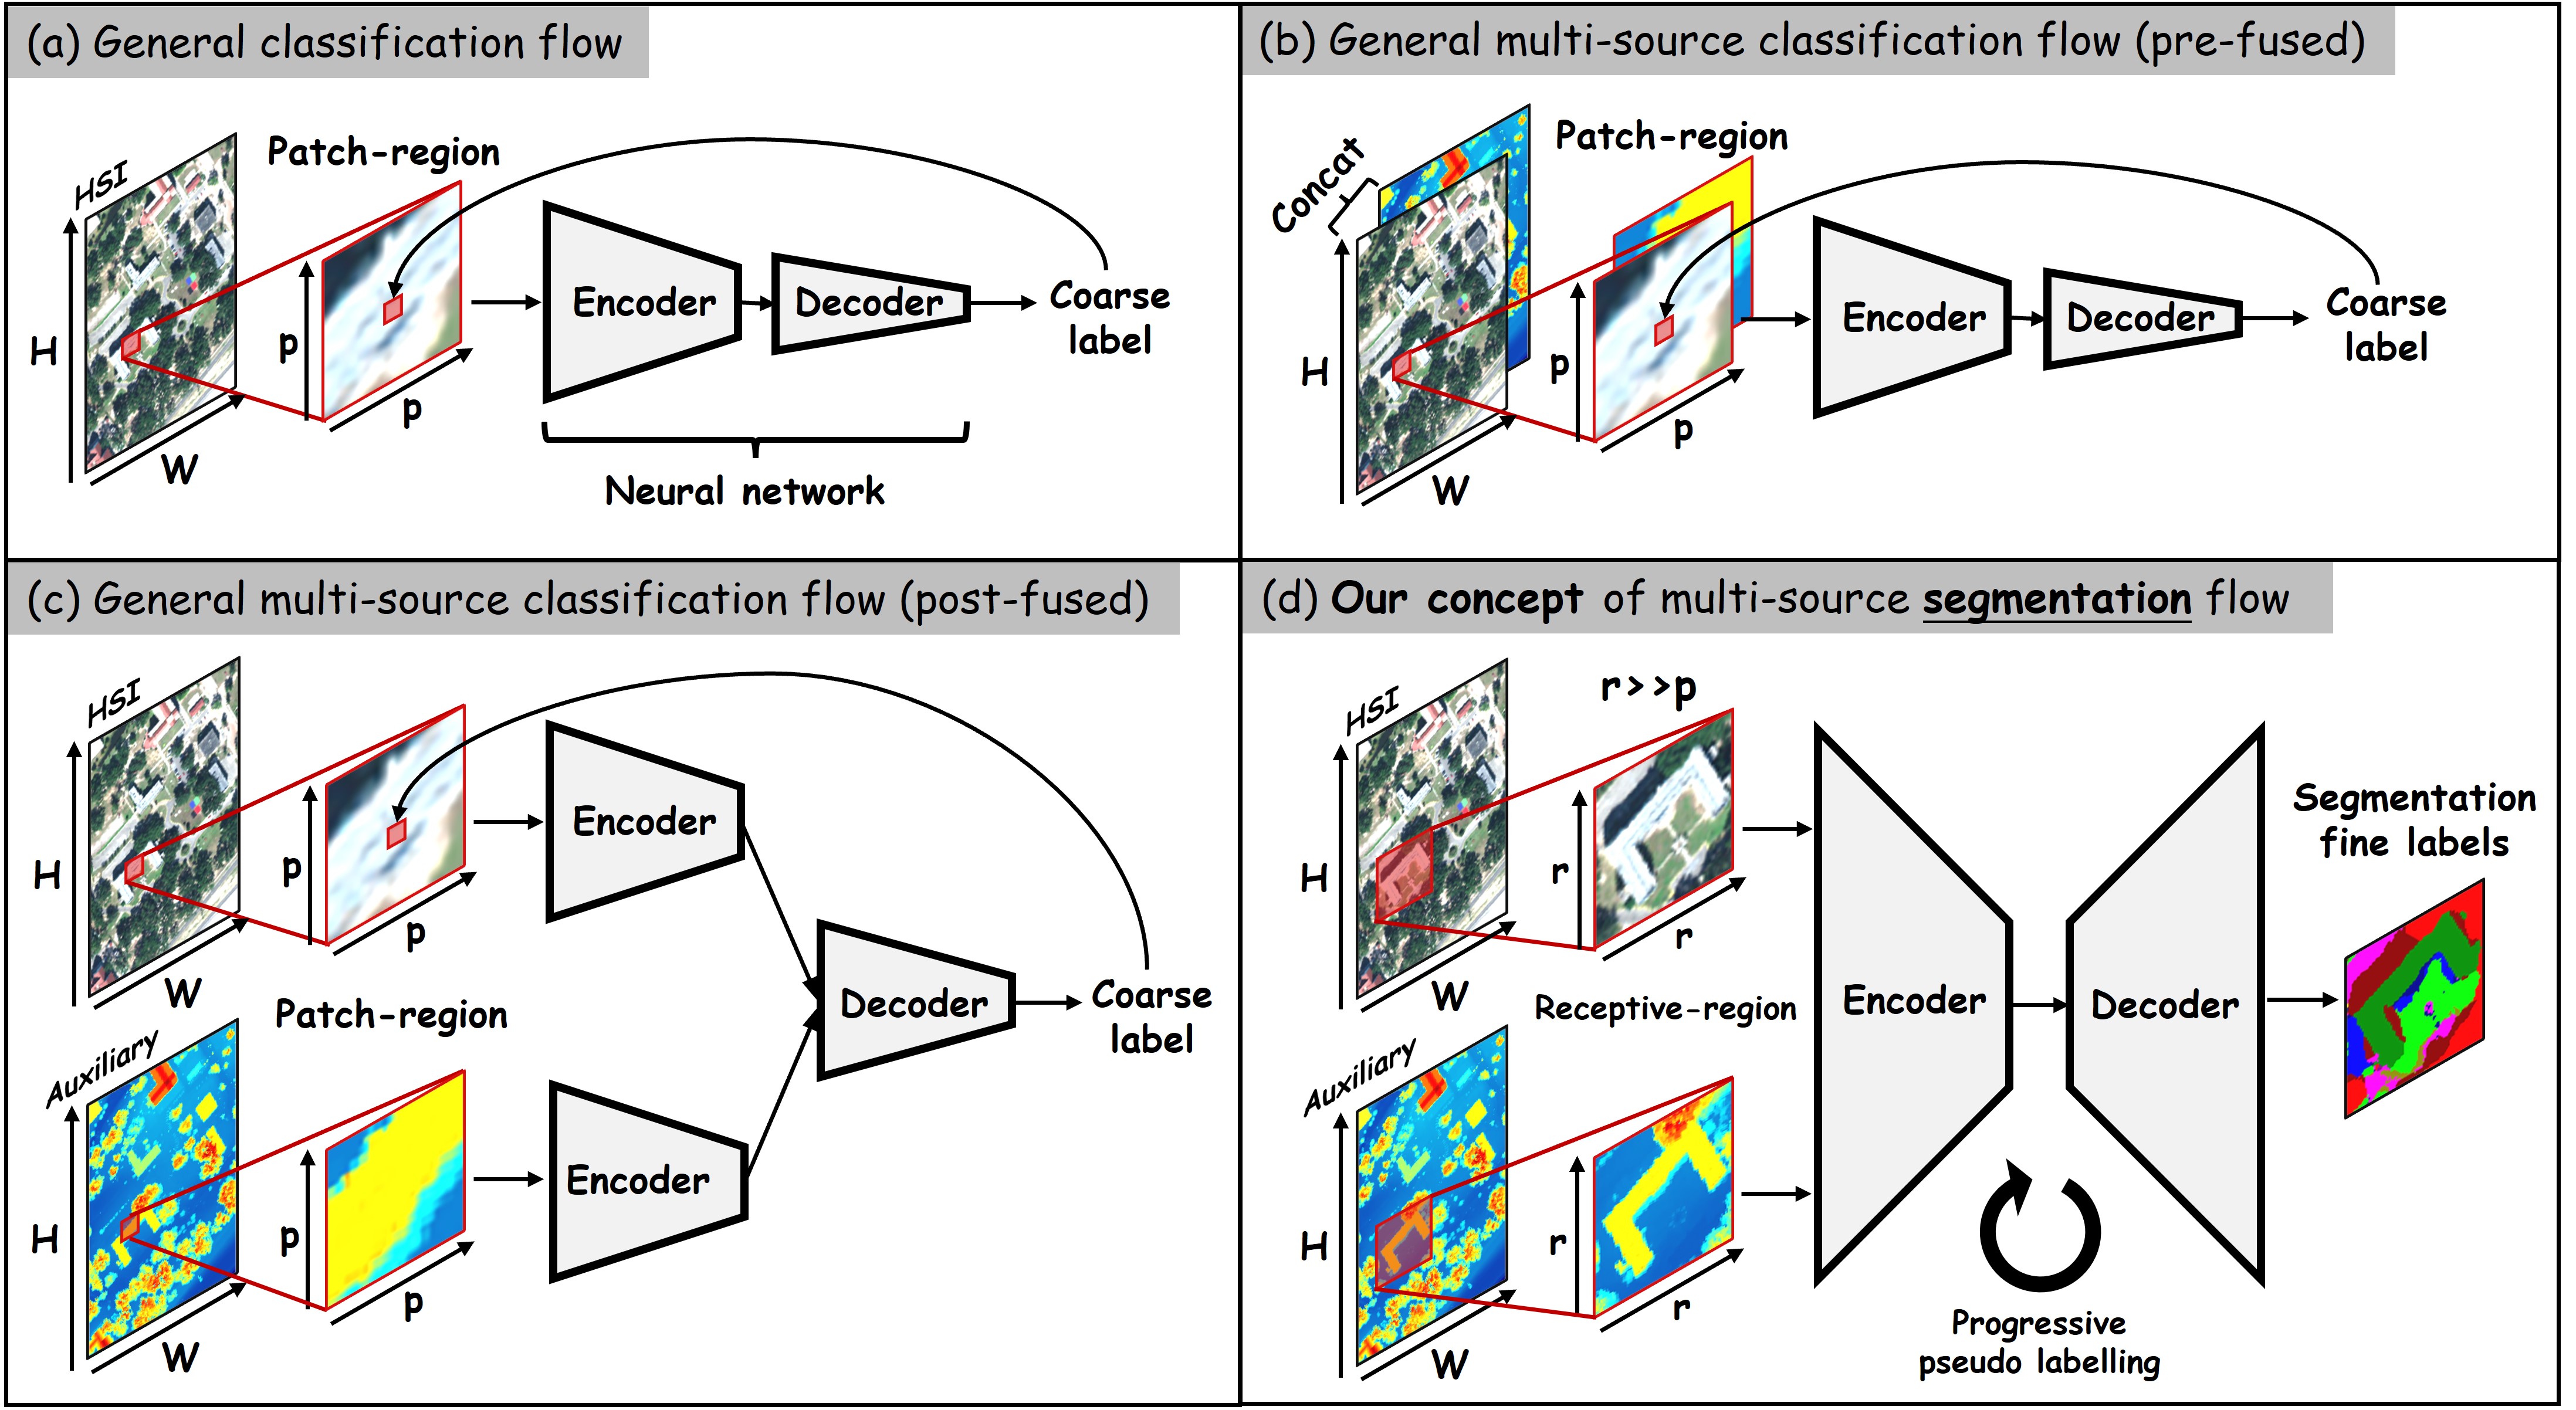 (a) General classification flow
HSI
Patch-region
H
W
p
p
Encoder
Decoder
Coarse
label
Neural network
(b) General multi-source classification flow (pre-fused)
Concat
Patch-region
H
W
p
p
Encoder
Decoder
Coarse
label
(c) General multi-source classification flow (post-fused)
HSI
H
W
p
p
Encoder
Patch-region
Auxiliary
H
W
p
p
Encoder
Decoder
Coarse
label
(d) Our concept of multi-source segmentation flow
HSI
r>>p
H
W
r
r
Receptive-region
Auxiliary
H
W
r
r
Encoder
Decoder
Segmentation
fine labels
Progressive
pseudo labelling